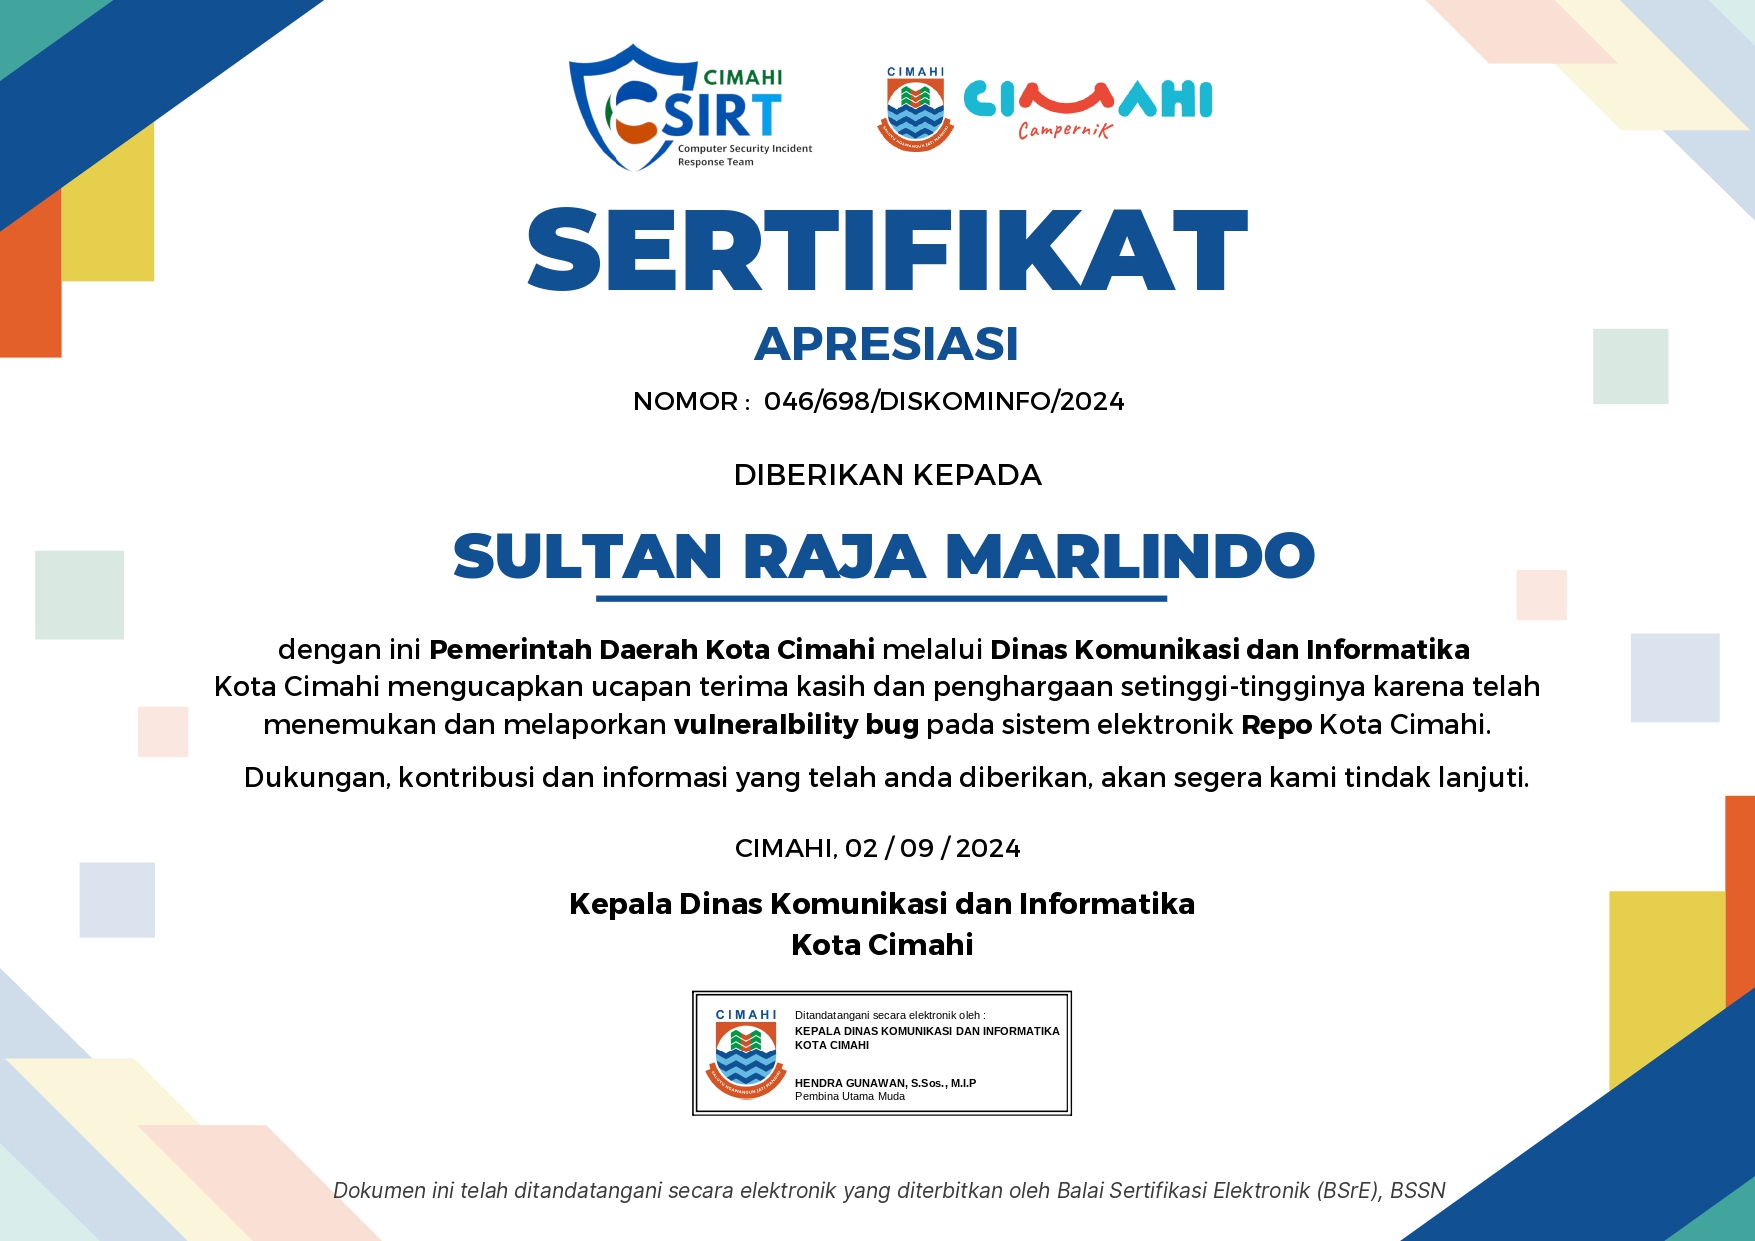 CIMAHI
CSIRT
Computer Security Incident
Response Team
CIMAHI
CIMAHI
Campernik
SERTIFIKAT
APRESIASI
NOMOR : 046/698/DISKOMINFO/2024
DIBERIKAN KEPADA
SULTAN RAJA MARLINDO
dengan ini Pemerintah Daerah Kota Cimahi melalui Dinas Komunikasi dan Informatika
Kota Cimahi mengucapkan ucapan terima kasih dan penghargaan setinggi-tingginya karena telah
menemukan dan melaporkan vulneralbility bug pada sistem elektronik Repo Kota Cimahi.
Dukungan, kontribusi dan informasi yang telah anda diberikan, akan segera kami tindak lanjuti.
CIMAHI, 02 / 09 / 2024
Kepala Dinas Komunikasi dan Informatika
Kota Cimahi
CIMAHI
Ditandatangani secara elektronik oleh :
KEPALA DINAS KOMUNIKASI DAN INFORMATIKA
KOTA CIMAHI
HENDRA GUNAWAN, S.Sos., M.I.P
Pembina Utama Muda
Dokumen ini telah ditandatangani secara elektronik yang diterbitkan oleh Balai Sertifikasi Elektronik (BSrE), BSSN